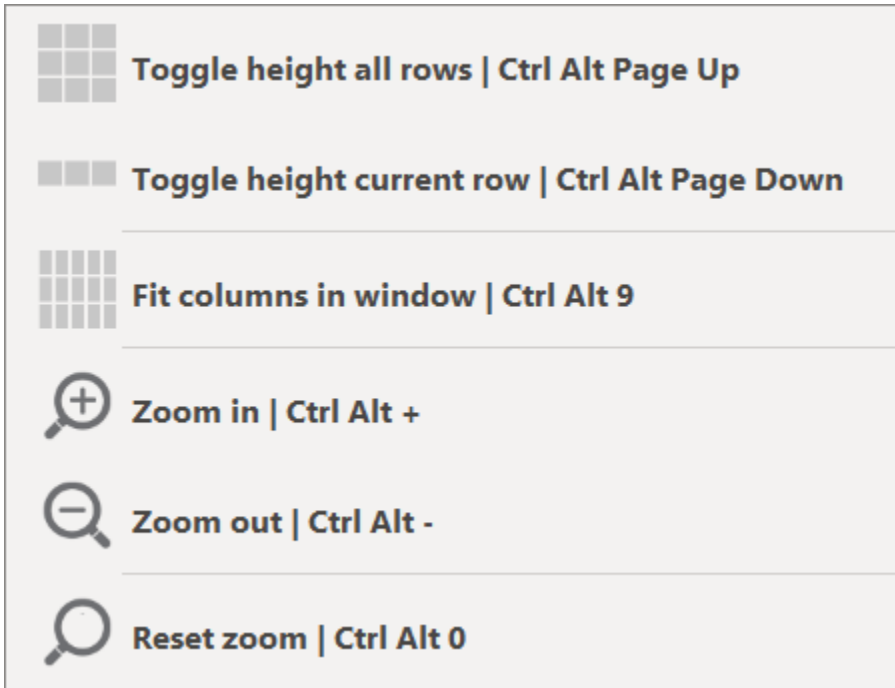 Toggle height all rows | Ctrl Alt Page Up
Toggle height current row | Ctrl Alt Page Down
Fit columns in window | Ctrl Alt 9
Zoom in | Ctrl Alt +
Zoom out | Ctrl Alt -
Reset zoom | Ctrl Alt 0